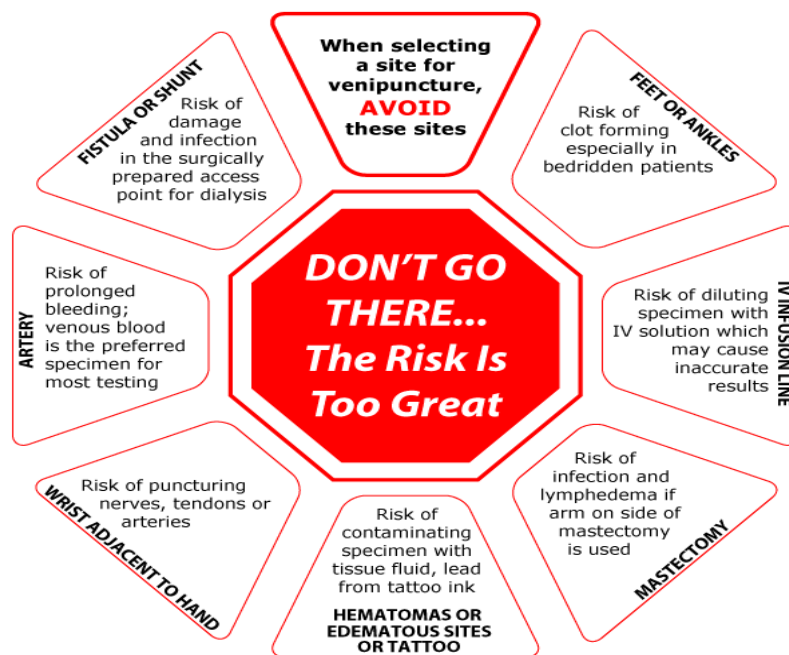 When selecting
a site for
venipuncture,
AVOID
these sites
FEET OR ANKLES
Risk of
clot forming
especially in
bedridden patients
IV INFUSION LINE
Risk of diluting
specimen with
IV solution which
may cause
inaccurate
results
MASTECTOMY
Risk of
infection and
lymphedema if
arm on side of
mastectomy
is used
Risk of
contaminating
specimen with
tissue fluid, lead
from tattoo ink
HEMATOMAS OR
EDEMATOUS SITES
OR TATTOO
WRIST ADJACENT TO HAND
Risk of puncturing
nerves, tendons or
arteries
ARTERY
Risk of
prolonged
bleeding;
venous blood
is the preferred
specimen for
most testing
FISTULA OR SHUNT
Risk of
damage
and infection
in the surgically
prepared access
point for dialysis
DON'T GO
THERE...
The Risk Is
Too Great